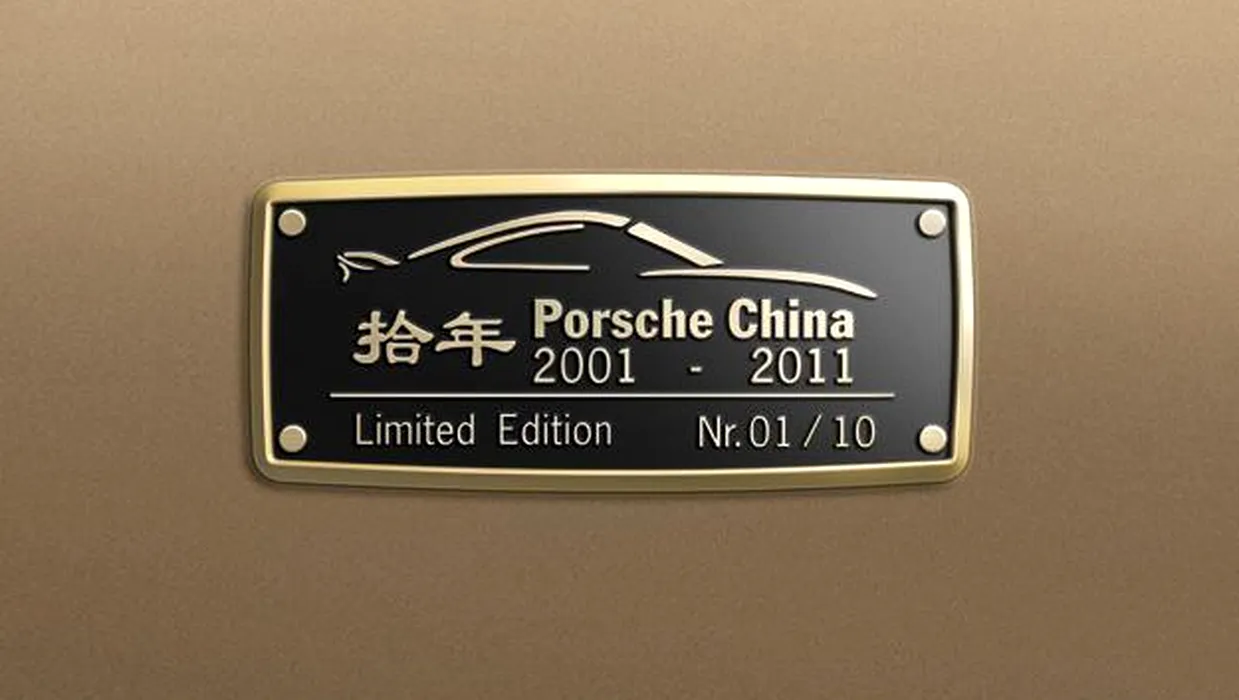 拾年 Porsche China
2001 - 2011
Limited Edition Nr. 01 / 10